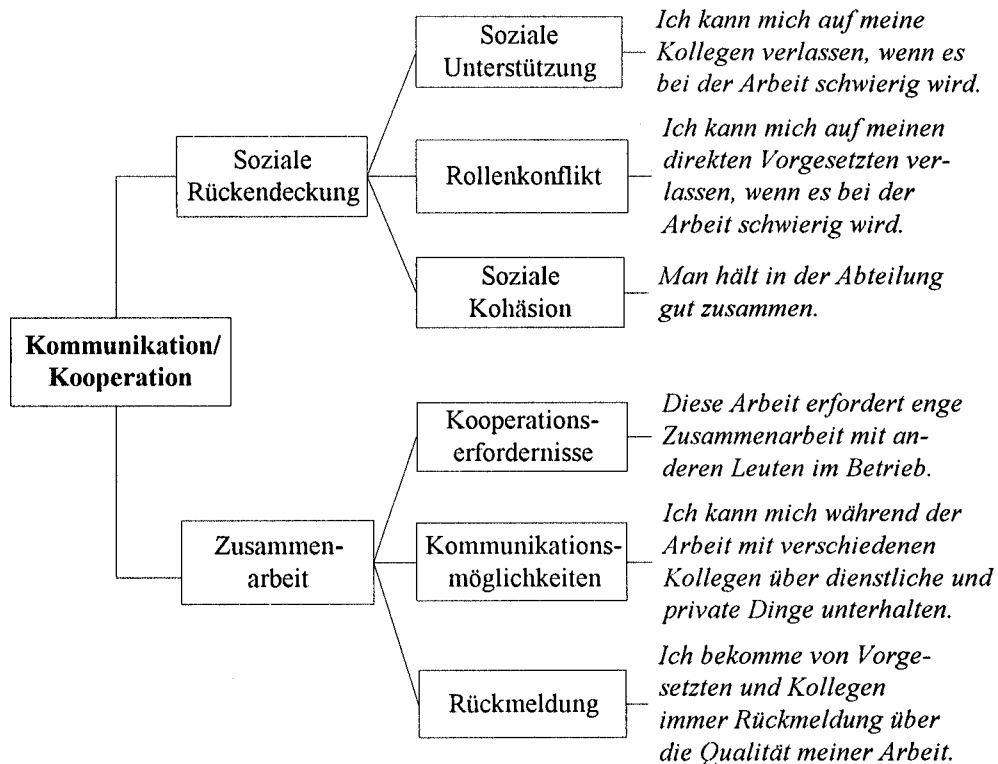 Soziale
Unterstützung
Ich kann mich auf meine
Kollegen verlassen, wenn es
bei der Arbeit schwierig wird.
Soziale
Rückendeckung
Rollenkonflikt
Ich kann mich auf meinen
direkten Vorgesetzten ver-
lassen, wenn es bei der
Arbeit schwierig wird.
Soziale
Kohäsion
Man hält in der Abteilung
gut zusammen.
Kommunikation/
Kooperation
Kooperations-
erfordernisse
Diese Arbeit erfordert enge
Zusammenarbeit mit an-
deren Leuten im Betrieb.
Zusammen-
arbeit
Kommunikations-
möglichkeiten
Ich kann mich während der
Arbeit mit verschiedenen
Kollegen über dienstliche und
private Dinge unterhalten.
Rückmeldung
Ich bekomme von Vorge-
setzten und Kollegen
immer Rückmeldung über
die Qualität meiner Arbeit.